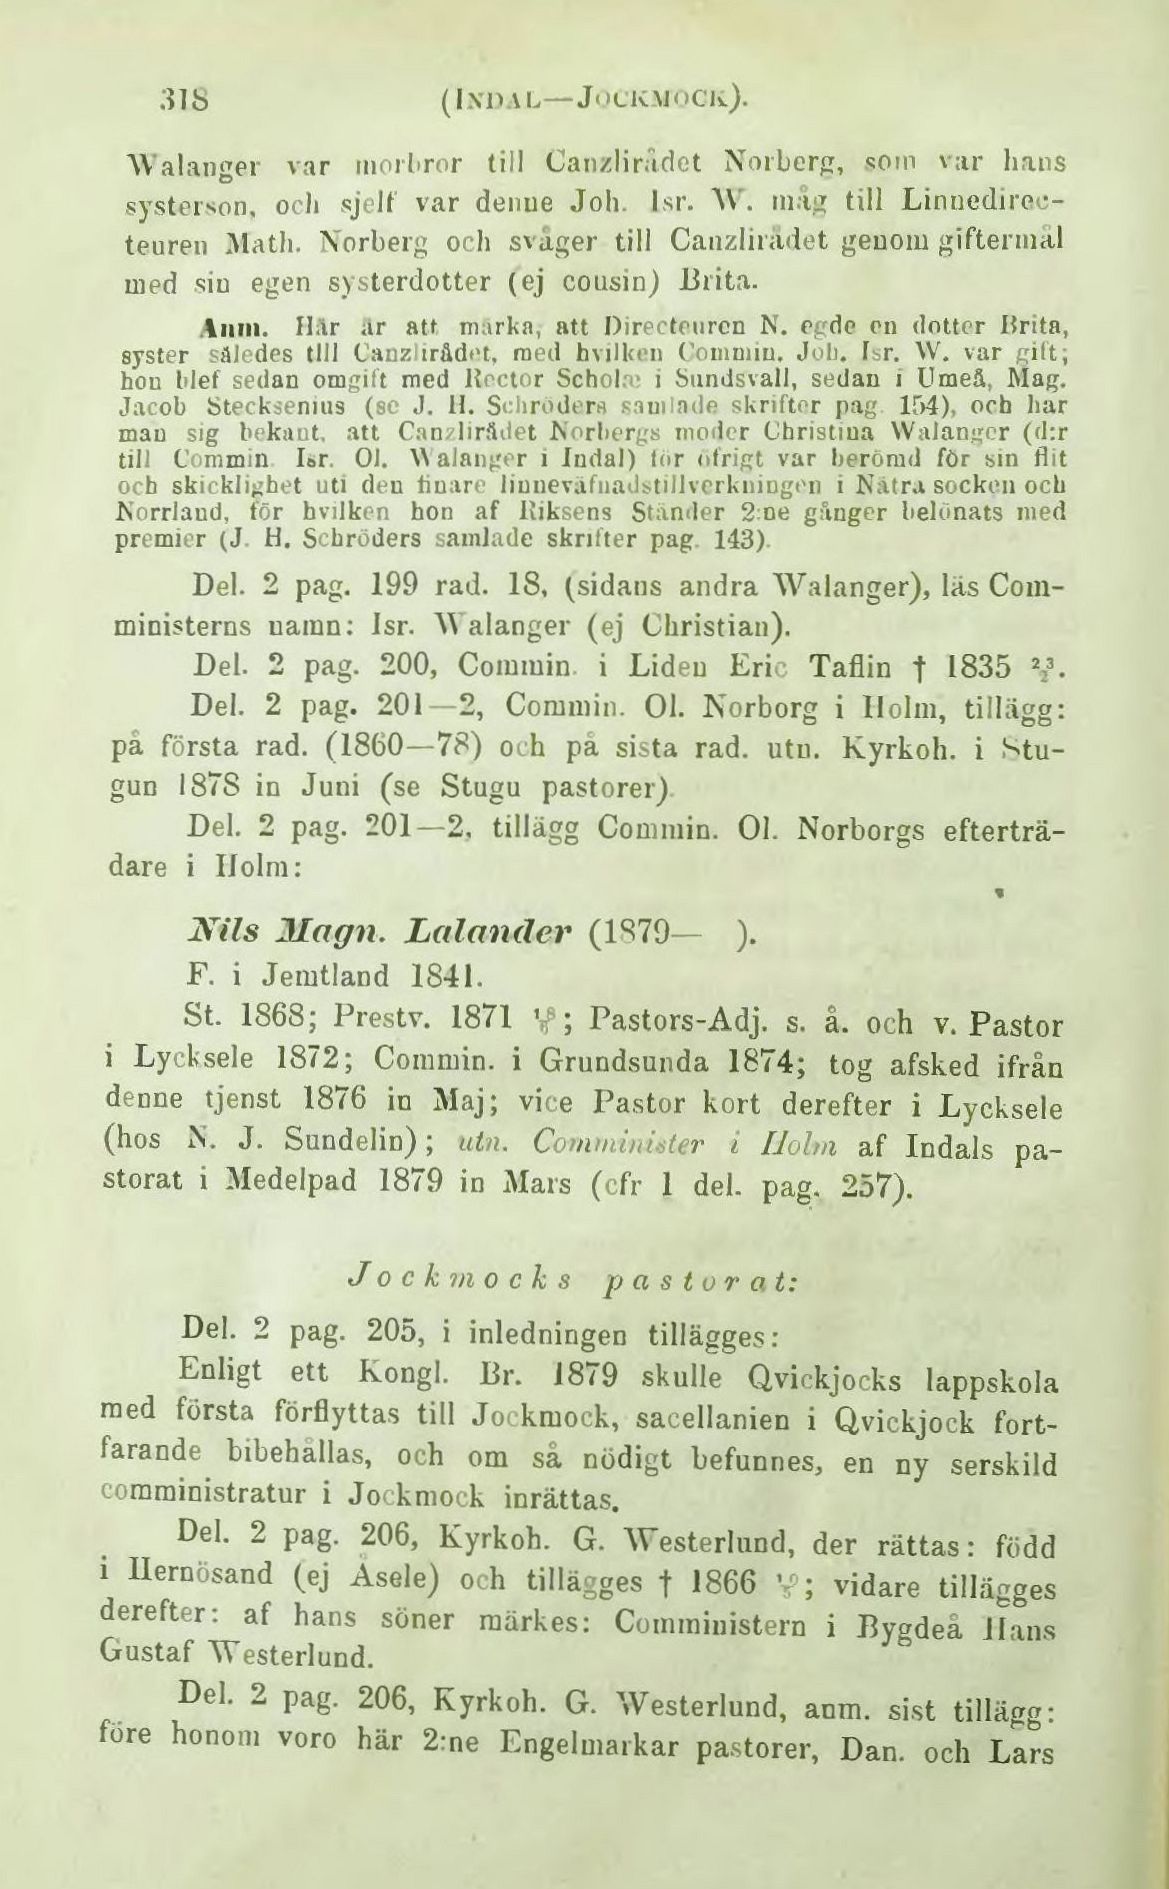 318 (Indal—Jockmock).
Walanger var morbror till Canzlirådet Norberg, som var hans
systerson, och sjelf var denne Joh. Isr. W. måg till Linnedirec-
teuren Math. Norberg och svåger till Canzlirådet genom giftermål
med sin egen systerdotter (ej cousin) Brita.
Anm. Här är att märka, att Directeuren N. egde en dotter Brita,
syster således till Canzlirådet, med hvilken Commin. Joh. Isr. W. var gift;
hon blef sedan omgift med Rector Scholæ i Sundsvall, sedan i Umeå, Mag.
Jacob Stecksenius (se J. H. Schröders samlade skrifter pag. 154), och har
man sig bekant, att Canzlirådet Norbergs moder Christina Walanger (d:r
till Commin. Isr. Ol. Walanger i Indal) för öfrigt var berömd för sin flit
och skicklighet uti den finare linneväfnadstillverkningen i Nätra socken och
Norrland, för hvilken hon af Riksens Ständer 2:ne gånger belönats med
premier (J. H. Schröders samlade skrifter pag. 143).
Del. 2 pag. 199 rad. 18, (sidans andra Walanger), läs Com-
ministerns namn: Isr. Walanger (ej Christian).
Del. 2 pag. 200, Commin. i Liden Eric Taflin † 1835
Del. 2 pag. 201—2, Commin. Ol. Norborg i Holm, tillägg:
på första rad. (1860—78) och på sista rad. utn. Kyrkoh. i Stu-
gun 1878 in Juni (se Stugu pastorer).
Del. 2 pag. 201—2, tillägg Commin. Ol. Norborgs efterträ-
dare i Holm:
Nils Magn. Lalander (1879— ).
F. i Jemtland 1841.
St. 1868; Prestv. 1871 ; Pastors-Adj. s. å. och v. Pastor
i Lycksele 1872; Commin. i Grundsunda 1874; tog afsked ifrån
denne tjenst 1876 in Maj; vice Pastor kort derefter i Lycksele
(hos N. J. Sundelin); utn. Comminister i Holm af Indals pa-
storat i Medelpad 1879 in Mars (cfr 1 del. pag. 257).
Jockmocks pastorat:
Del. 2 pag. 205, i inledningen tillägges:
Enligt ett Kongl. Br. 1879 skulle Qvickjocks lappskola
med första förflyttas till Jockmock, sacellanien i Qvickjock fort-
farande bibehållas, och om så nödigt befunnes, en ny serskild
comministratur i Jockmock inrättas.
Del. 2 pag. 206, Kyrkoh. G. Westerlund, der rättas: född
i Hernösand (ej Åsele) och tillägges † 1866 ; vidare tillägges
derefter: af hans söner märkes: Comministern i Bygdeå Hans
Gustaf Westerlund.
Del. 2 pag. 206, Kyrkoh. G. Westerlund, anm. sist tillägg:
före honom voro här 2:ne Engelmarkar pastorer, Dan. och Lars